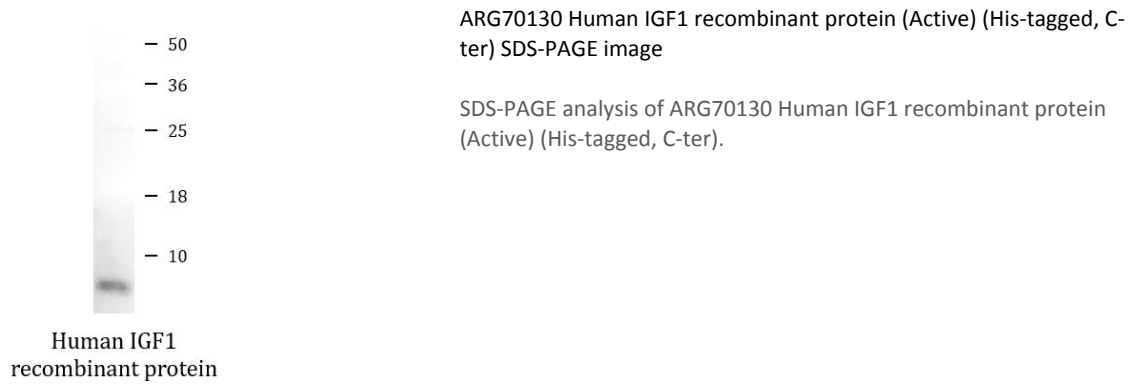 — 50
— 36
— 25
— 18
— 10
Human IGF1
recombinant protein
ARG70130 Human IGF1 recombinant protein (Active) (His-tagged, C-
ter) SDS-PAGE image
SDS-PAGE analysis of ARG70130 Human IGF1 recombinant protein
(Active) (His-tagged, C-ter).